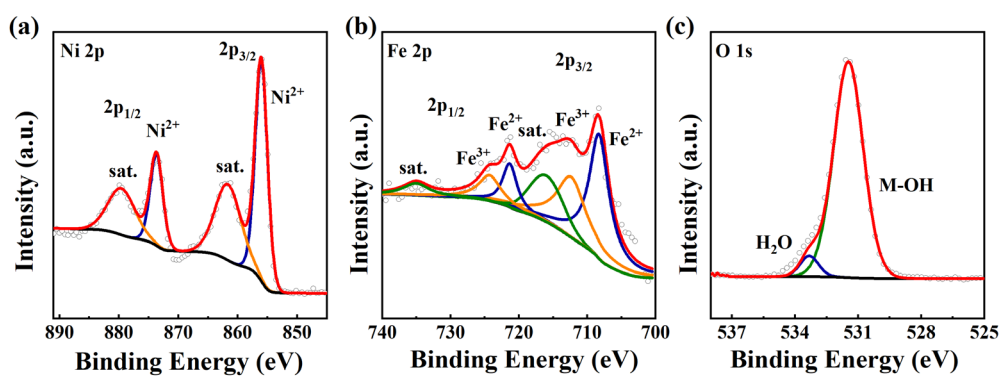 (a)
Ni 2p
2p3/2
Ni2+
2p1/2
Ni2+
sat.
sat.
Intensity (a.u.)
891 880 870 860 850
Binding Energy (eV)
(b)
Fe 2p
2p3/2
2p1/2
Fe2+
sat.
Fe3+
Fe2+
Fe3+
sat.
Intensity (a.u.)
740 730 720 710 700
Binding Energy (eV)
(c)
O 1s
M-OH
H2O
Intensity (a.u.)
537 534 531 528 525
Binding Energy (eV)